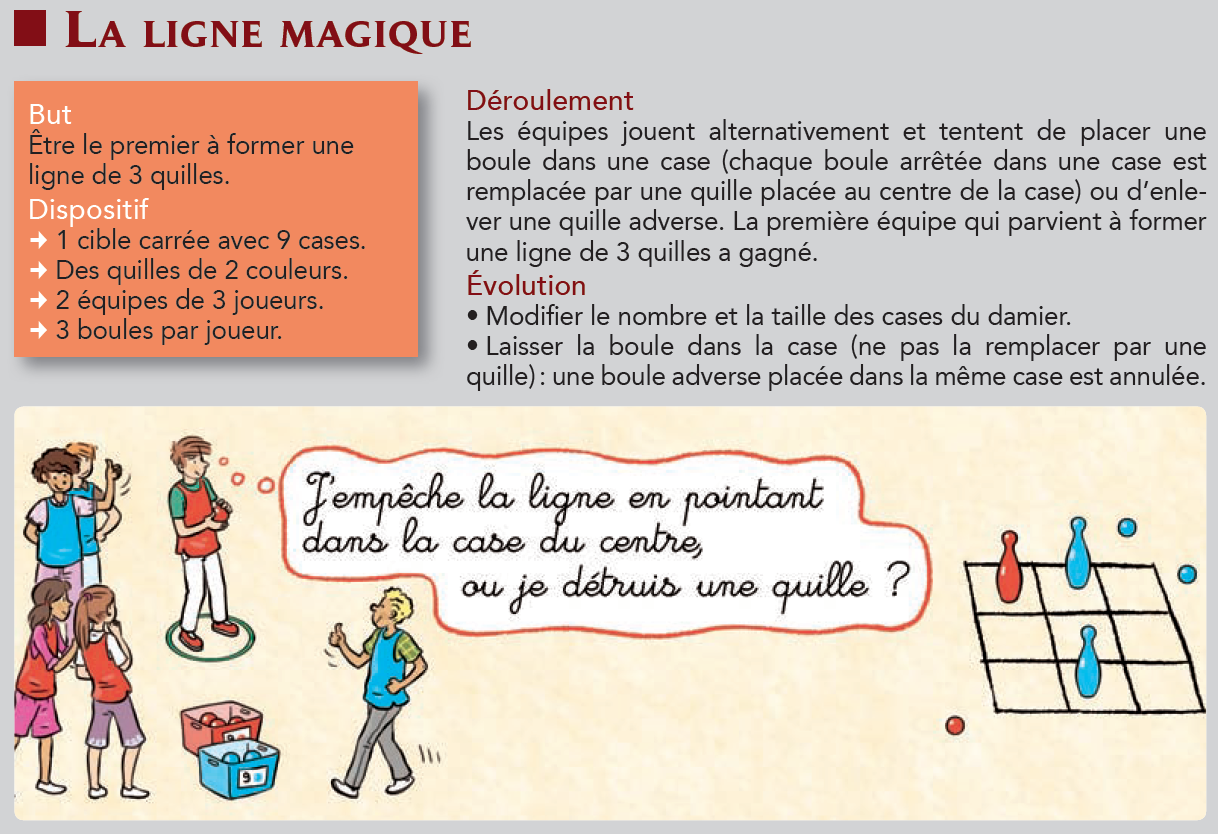 LA LIGNE MAGIQUE
But
Être le premier à former une
ligne de 3 quilles.
Dispositif
➜ 1 cible carrée avec 9 cases.
➜ Des quilles de 2 couleurs.
➜ 2 équipes de 3 joueurs.
➜ 3 boules par joueur.
Déroulement
Les équipes jouent alternativement et tentent de placer une
boule dans une case (chaque boule arrêtée dans une case est
remplacée par une quille placée au centre de la case) ou d’enle-
ver une quille adverse. La première équipe qui parvient à former
une ligne de 3 quilles a gagné.
Évolution
• Modifier le nombre et la taille des cases du damier.
• Laisser la boule dans la case (ne pas la remplacer par une
quille) : une boule adverse placée dans la même case est annulée.
J'empêche la ligne en pointant
dans la case du centre,
ou je détruis une quille ?
9